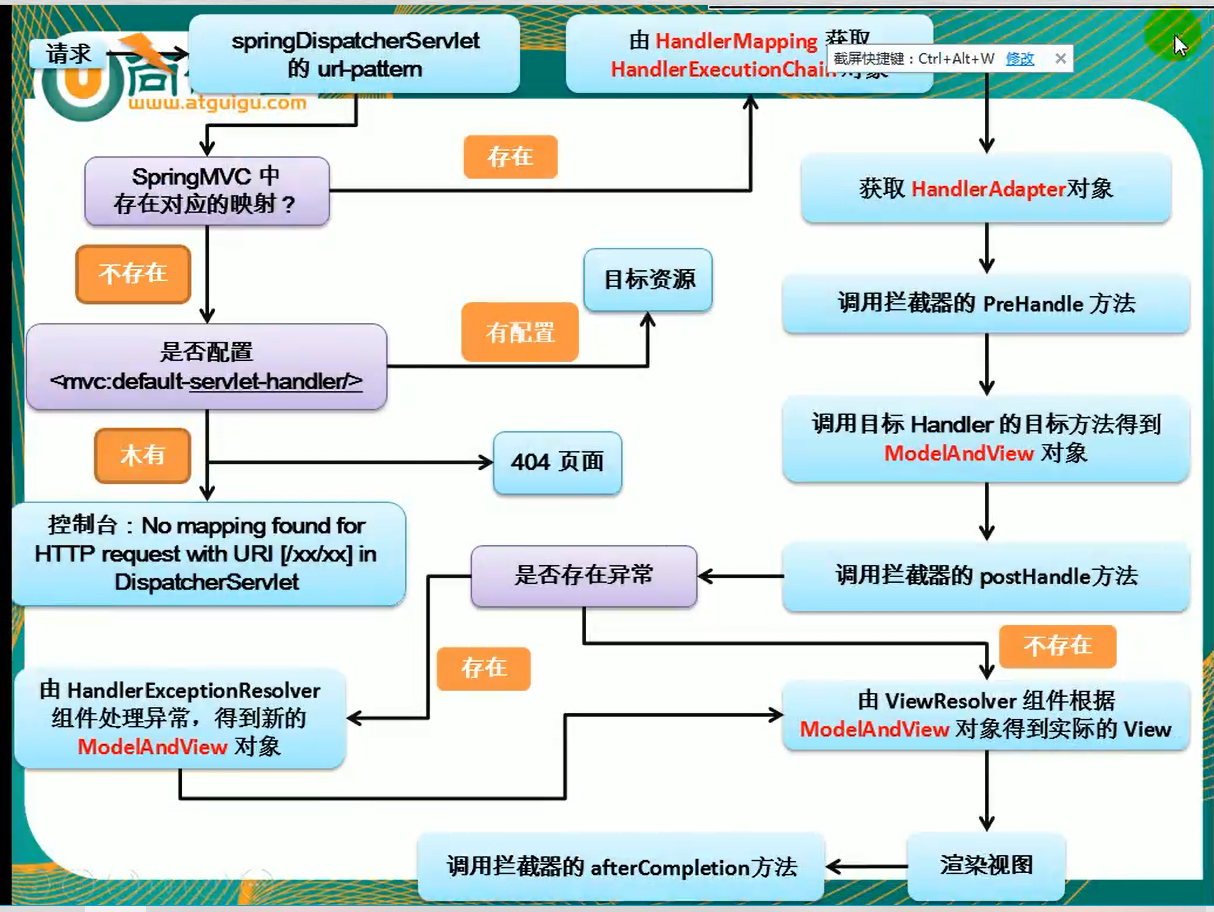 请求
springDispatcherServlet
的 url-pattern
由 HandlerMapping 获取
HandlerExecutionChain 对象
截屏快捷键：Ctrl+Alt+W 修改
www.atguigu.com
SpringMVC 中
存在对应的映射？
存在
获取 HandlerAdapter对象
不存在
目标资源
调用拦截器的 PreHandle 方法
有配置
是否配置
<mvc:default-servlet-handler/>
调用目标 Handler 的目标方法得到
ModelAndView 对象
木有
404 页面
控制台：No mapping found for
HTTP request with URI [/xx/xx] in
DispatcherServlet
是否存在异常
调用拦截器的 postHandle方法
不存在
存在
由 HandlerExceptionResolver
组件处理异常，得到新的
ModelAndView 对象
由 ViewResolver 组件根据
ModelAndView 对象得到实际的 View
调用拦截器的 afterCompletion方法
渲染视图